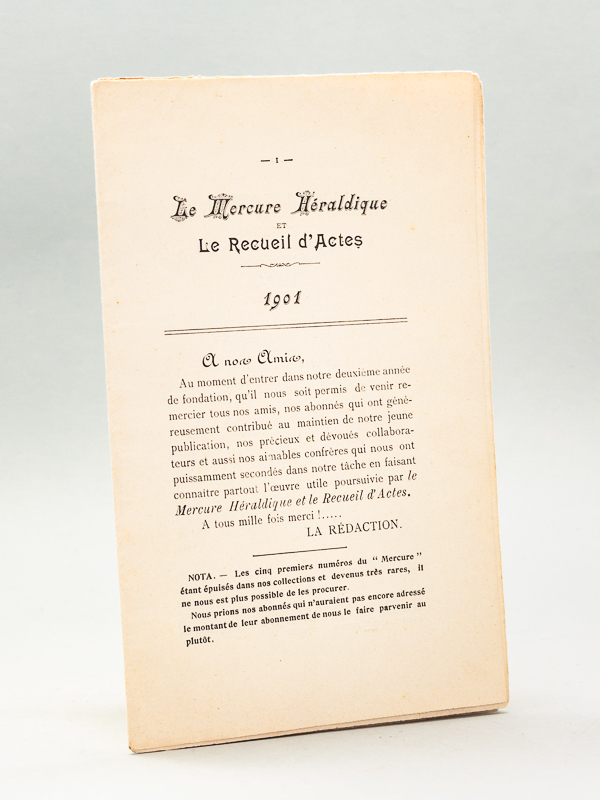 — 1 —
Le Mercure Héraldique
ET
Le Recueil d'Actes
1901
A nos Amis,
Au moment d'entrer dans notre deuxième année
de fondation, qu'il nous soit permis de venir re-
mercier tous nos amis, nos abonnés qui ont géné-
reusement contribué au maintien de notre jeune
publication, nos précieux et dévoués collabora-
teurs et aussi nos aimables confrères qui nous ont
puissamment secondés dans notre tâche en faisant
connaître partout l'œuvre utile poursuivie par le
Mercure Héraldique et le Recueil d'Actes.
A tous mille fois merci !.....
LA RÉDACTION.
NOTA. — Les cinq premiers numéros du “ Mercure ”
étant épuisés dans nos collections et devenus très rares, il
ne nous est plus possible de les procurer.
Nous prions nos abonnés qui n'auraient pas encore adressé
le montant de leur abonnement de nous le faire parvenir au
plutôt.